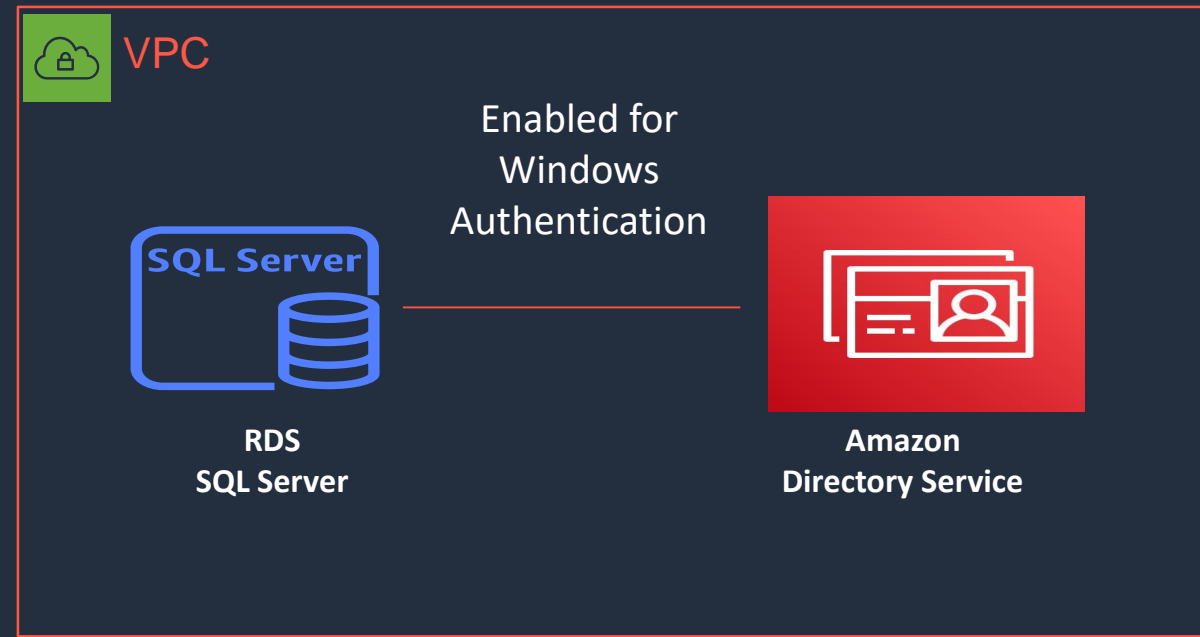 VPC
Enabled for
Windows
Authentication
SQL Server
RDS
SQL Server
Amazon
Directory Service